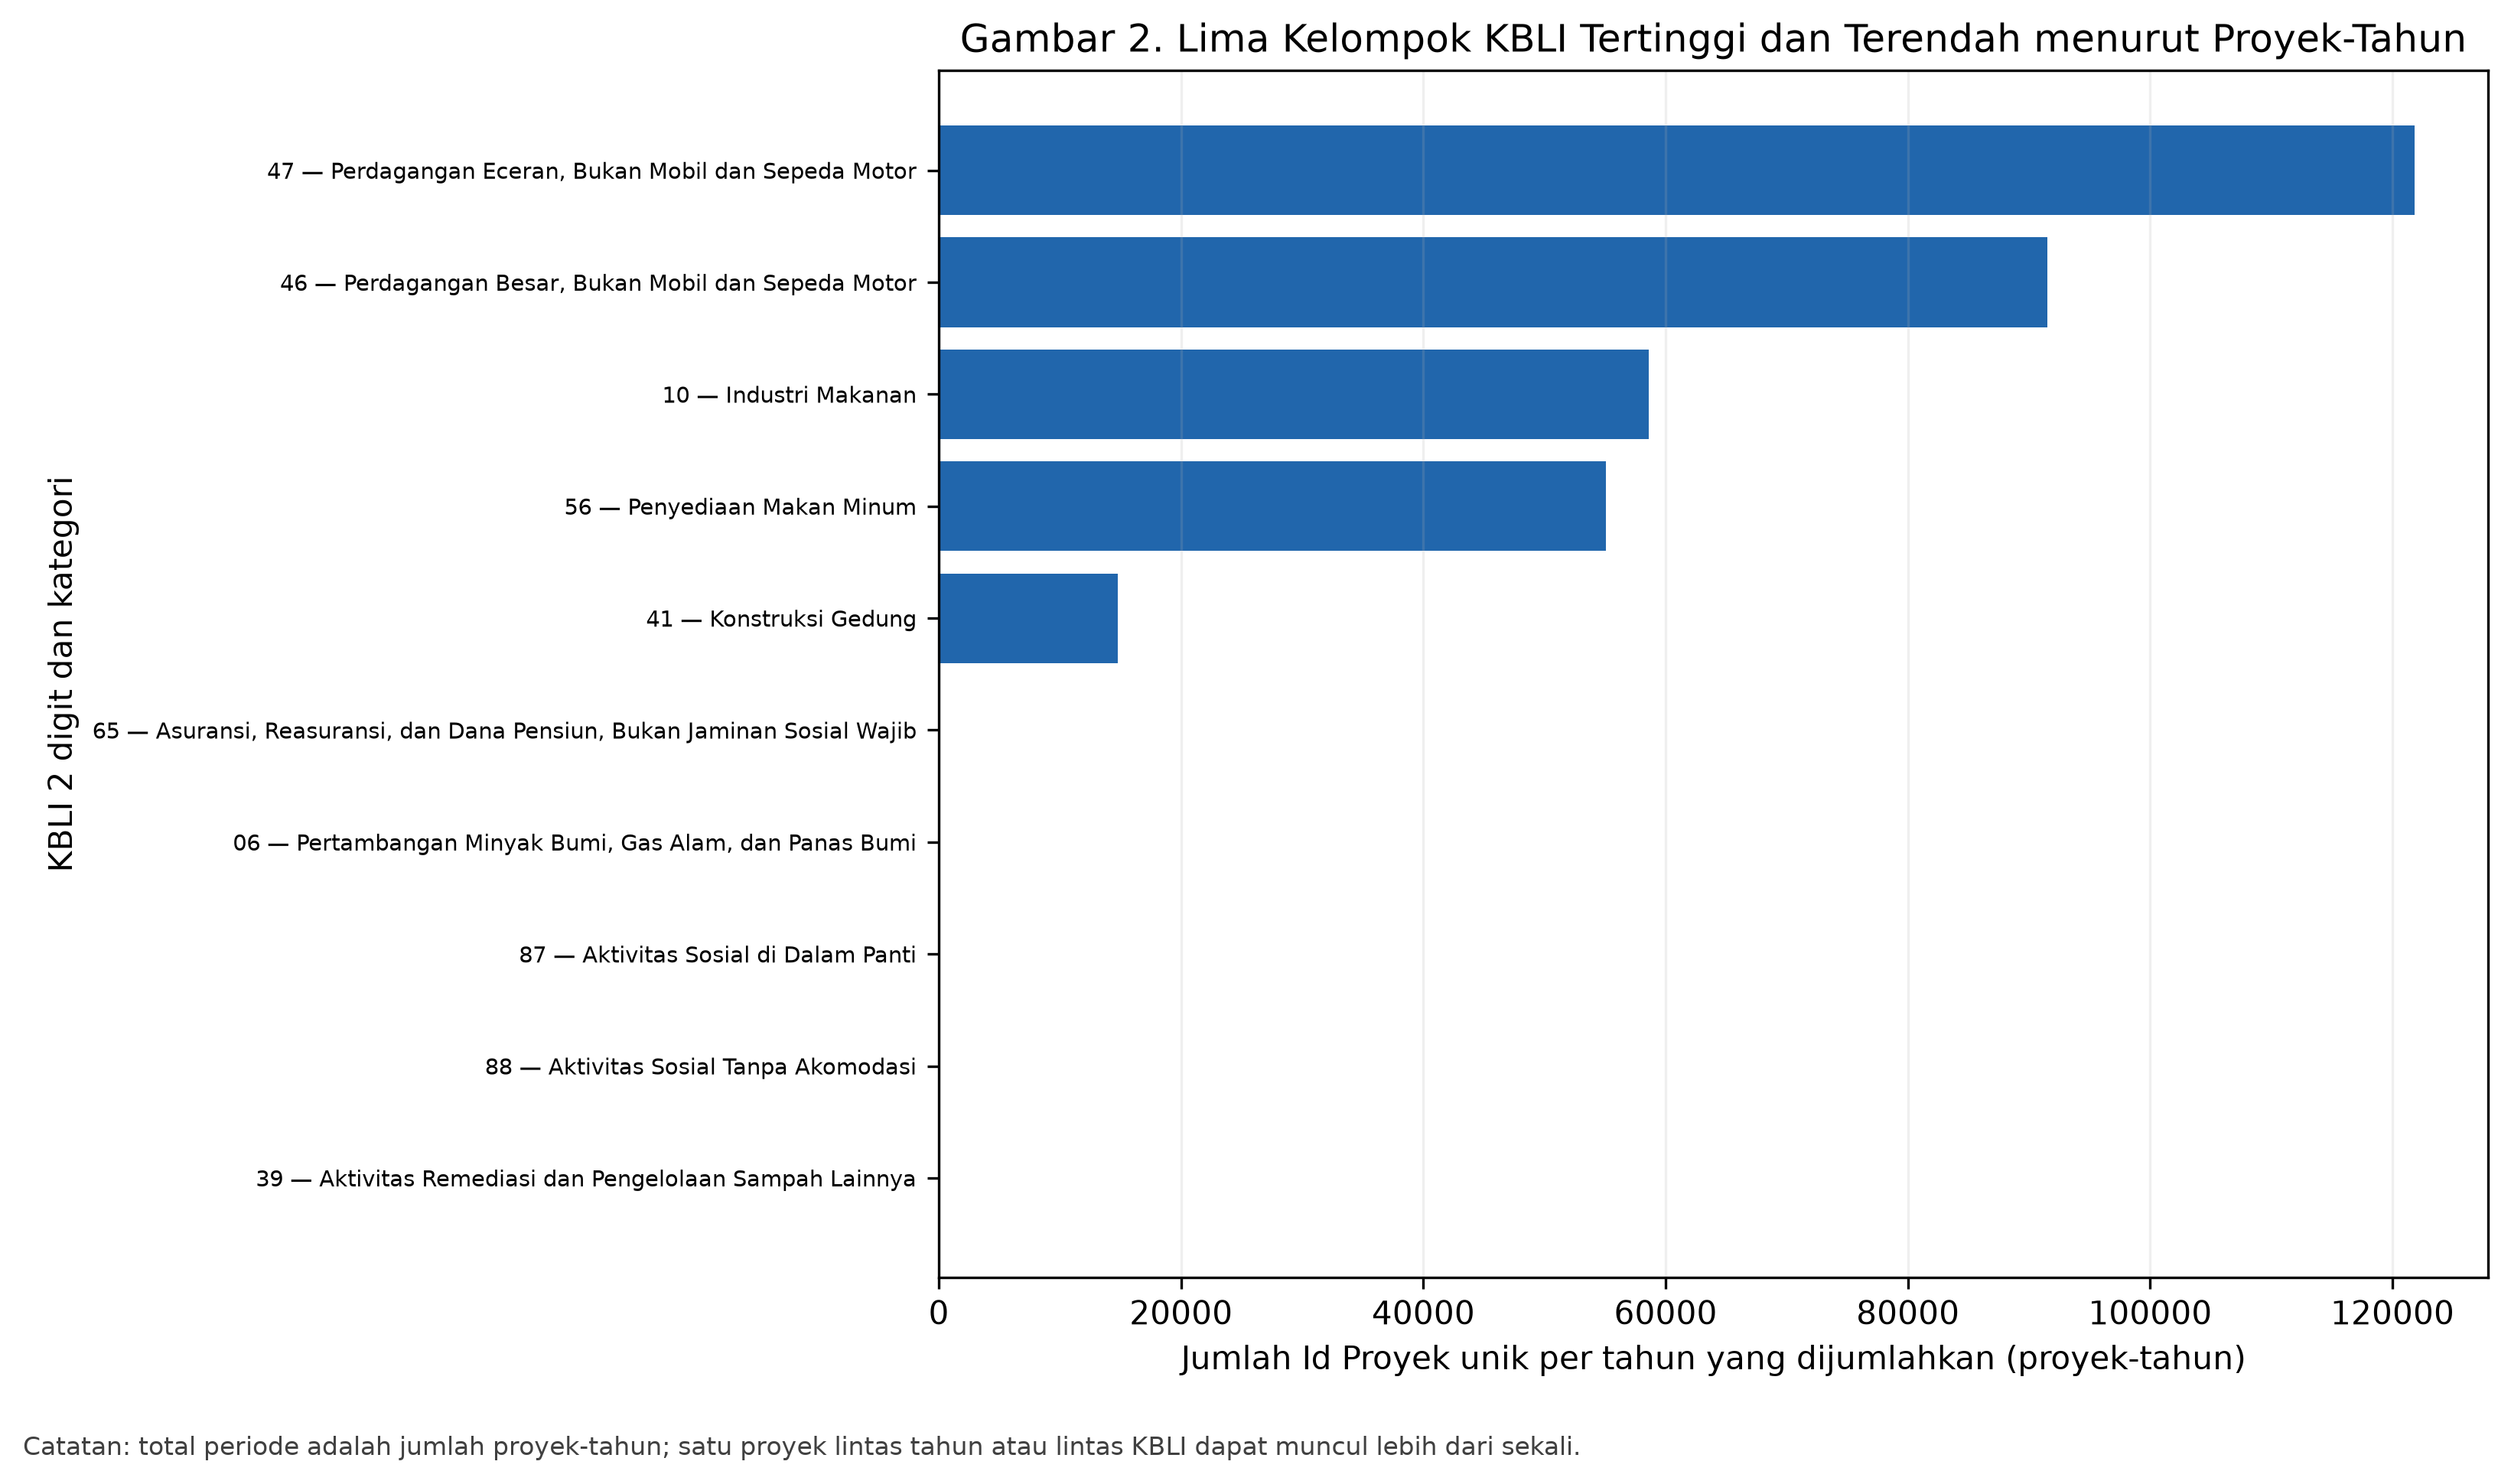 Gambar 2. Lima Kelompok KBLI Tertinggi dan Terendah menurut Proyek-Tahun
KBLI 2 digit dan kategori
47 — Perdagangan Eceran, Bukan Mobil dan Sepeda Motor
46 — Perdagangan Besar, Bukan Mobil dan Sepeda Motor
10 — Industri Makanan
56 — Penyediaan Makan Minum
41 — Konstruksi Gedung
65 — Asuransi, Reasuransi, dan Dana Pensiun, Bukan Jaminan Sosial Wajib
06 — Pertambangan Minyak Bumi, Gas Alam, dan Panas Bumi
87 — Aktivitas Sosial di Dalam Panti
88 — Aktivitas Sosial Tanpa Akomodasi
39 — Aktivitas Remediasi dan Pengelolaan Sampah Lainnya
0 20000 40000 60000 80000 100000 120000
Jumlah Id Proyek unik per tahun yang dijumlahkan (proyek-tahun)
Catatan: total periode adalah jumlah proyek-tahun; satu proyek lintas tahun atau lintas KBLI dapat muncul lebih dari sekali.